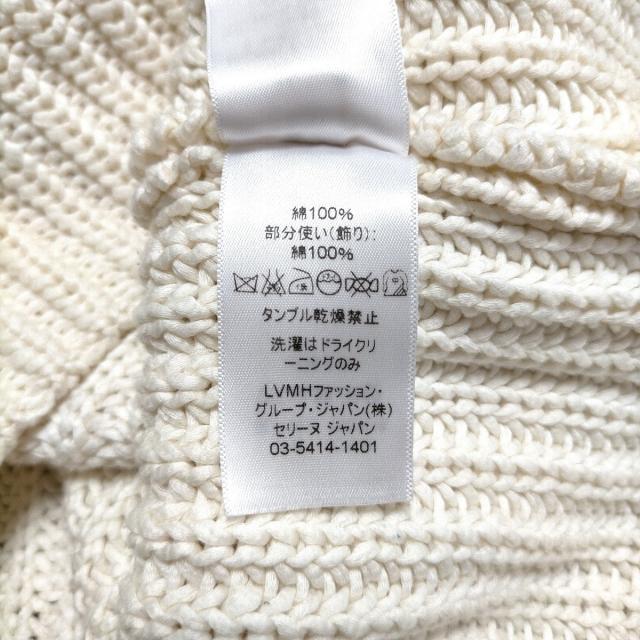 綿100%
部分使い(飾り):
綿100%
タンブル乾燥禁止
洗濯はドライクリ
ーニングのみ
LVMHファッション・
グループ・ジャパン(株)
セリーヌ ジャパン
03-5414-1401